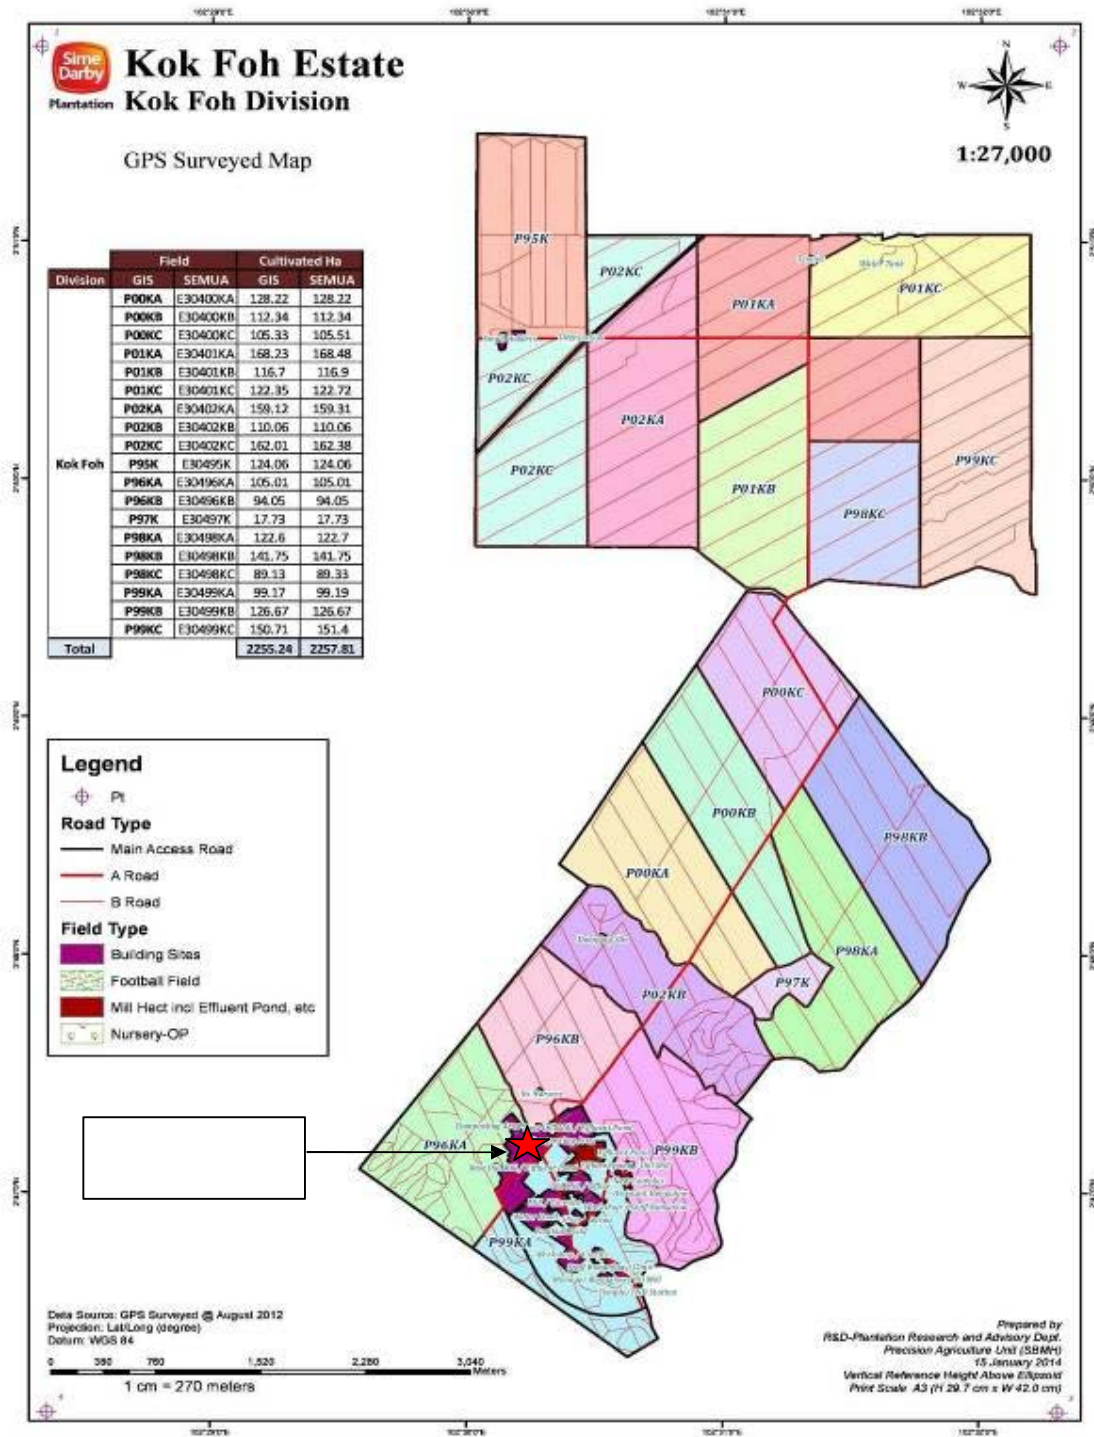 Sime
Darby
Plantation
Kok Foh Estate
Kok Foh Division
GPS Surveyed Map
N
W
E
S
1:27,000
Field Cultivated Ha
Division GIS SEMUA GIS SEMUA
P00KA E30400KA 128.22 128.22
P00KB E30400KB 112.34 112.34
P00KC E30400KC 105.33 105.51
P01KA E30401KA 168.23 168.48
P01KB E30401KB 116.7 116.9
P01KC E30401KC 122.35 122.72
P02KA E30402KA 159.12 159.31
P02KB E30402KB 110.06 110.06
P02KC E30402KC 162.01 162.38
Kok Foh P95K E30495K 124.06 124.06
P96KA E30496KA 105.01 105.01
P96KB E30496KB 94.05 94.05
P97K E30497K 17.73 17.73
P98KA E30498KA 122.6 122.7
P98KB E30498KB 141.75 141.75
P98KC E30498KC 89.13 89.33
P99KA E30499KA 99.17 99.19
P99KB E30499KB 126.67 126.67
P99KC E30499KC 150.71 151.4
Total 2255.24 2257.81
P95K
P02KC
P01KA
Water Tank
P01KC
P02KC
P02KA
P02KC
P01KB
P98KC
P99KC
P00KC
P00KB
P98KB
P00KA
P98KA
P97K
P02KB
P96KB
P96KA
P99KB
P99KA
Legend
Pt
Road Type
Main Access Road
A Road
B Road
Field Type
Building Sites
Football Field
Mill Hect incl Effluent Pond, etc
Nursery-OP
Data Source: GPS Surveyed @ August 2012
Projection: Lat/Long (degree)
Datum: WGS 84
0 380 760 1,520 2,280 3,040
Meters
1 cm = 270 meters
Prepared by
R&D-Plantation Research and Advisory Dept.
Precision Agriculture Unit (SBMH)
15 January 2014
Vertical Reference Height Above Ellipsoid
Print Scale A3 (H 29.7 cm x W 42.0 cm)